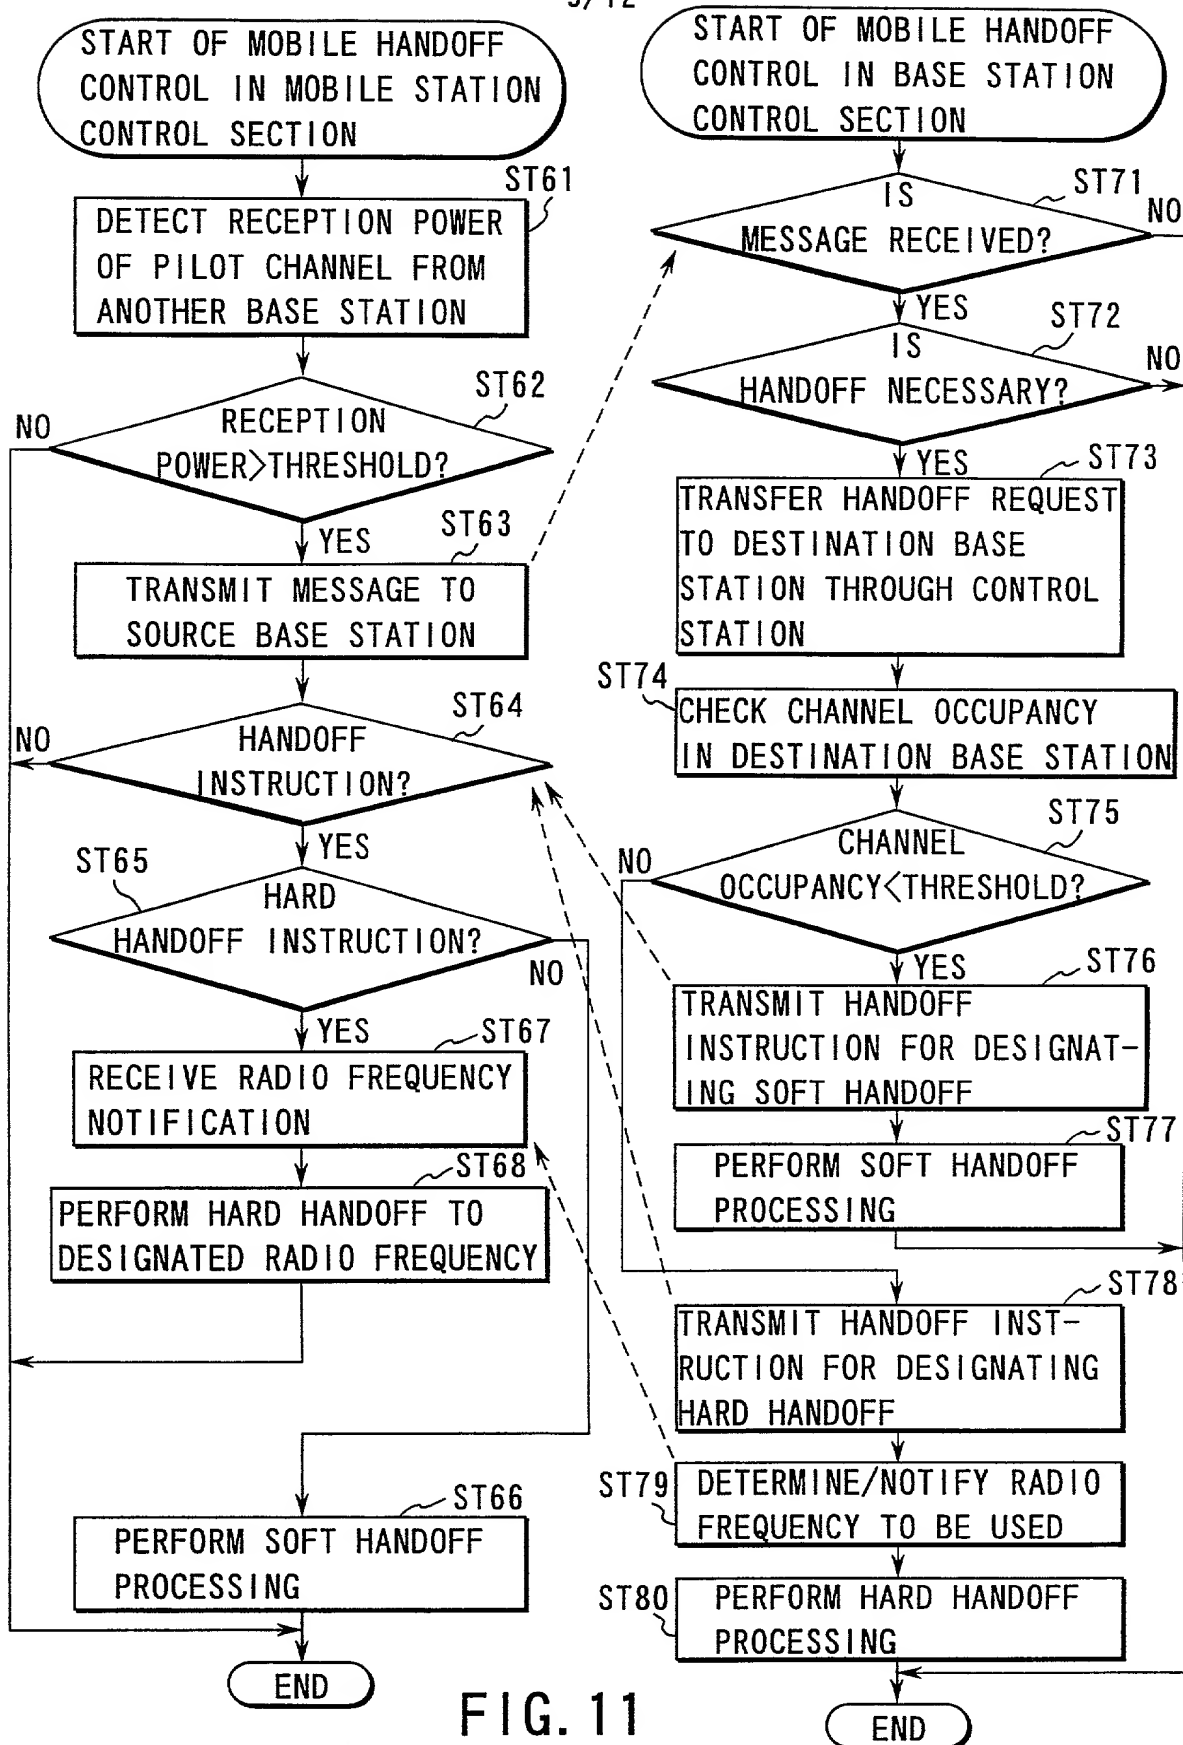 START OF MOBILE HANDOFF
CONTROL IN MOBILE STATION
CONTROL SECTION
ST61
DETECT RECEPTION POWER
OF PILOT CHANNEL FROM
ANOTHER BASE STATION
ST62
NO
RECEPTION
POWER>THRESHOLD?
YES
ST63
TRANSMIT MESSAGE TO
SOURCE BASE STATION
ST64
NO
HANDOFF
INSTRUCTION?
YES
ST65
HARD
HANDOFF INSTRUCTION?
NO
YES
ST67
RECEIVE RADIO FREQUENCY
NOTIFICATION
ST68
PERFORM HARD HANDOFF TO
DESIGNATED RADIO FREQUENCY
ST66
PERFORM SOFT HANDOFF
PROCESSING
END
START OF MOBILE HANDOFF
CONTROL IN BASE STATION
CONTROL SECTION
ST71
IS
MESSAGE RECEIVED?
NO
YES
ST72
IS
HANDOFF NECESSARY?
NO
YES
ST73
TRANSFER HANDOFF REQUEST
TO DESTINATION BASE
STATION THROUGH CONTROL
STATION
ST74
CHECK CHANNEL OCCUPANCY
IN DESTINATION BASE STATION
ST75
NO
CHANNEL
OCCUPANCY<THRESHOLD?
YES
ST76
TRANSMIT HANDOFF
INSTRUCTION FOR DESIGNAT-
ING SOFT HANDOFF
ST77
PERFORM SOFT HANDOFF
PROCESSING
ST78
TRANSMIT HANDOFF INST-
RUCTION FOR DESIGNATING
HARD HANDOFF
ST79
DETERMINE/NOTIFY RADIO
FREQUENCY TO BE USED
ST80
PERFORM HARD HANDOFF
PROCESSING
END
FIG. 11